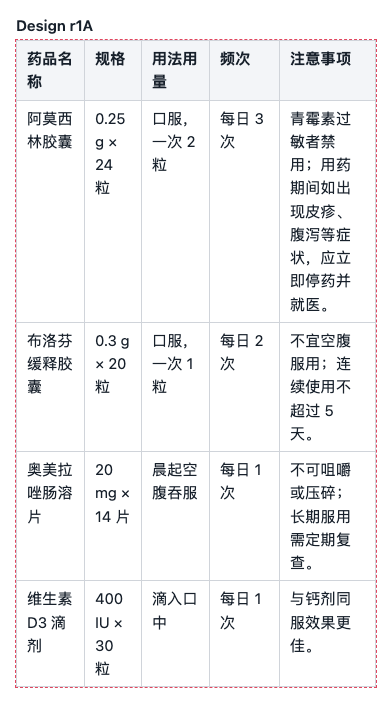 Design r1A
药品名
称
规格
用法用
量
频次
注意事项
阿莫西
林胶囊
0.25
g ×
24
粒
口服，
一次 2
粒
每日 3
次
青霉素过
敏者禁
用；用药
期间如出
现皮疹、
腹泻等症
状，应立
即停药并
就医。
布洛芬
缓释胶
囊
0.3 g
× 20
粒
口服，
一次 1
粒
每日 2
次
不宜空腹
服用；连
续使用不
超过 5
天。
奥美拉
唑肠溶
片
20
mg ×
14 片
晨起空
腹吞服
每日 1
次
不可咀嚼
或压碎；
长期服用
需定期复
查。
维生素
D3 滴
剂
400
IU ×
30
粒
滴入口
中
每日 1
次
与钙剂同
服效果更
佳。